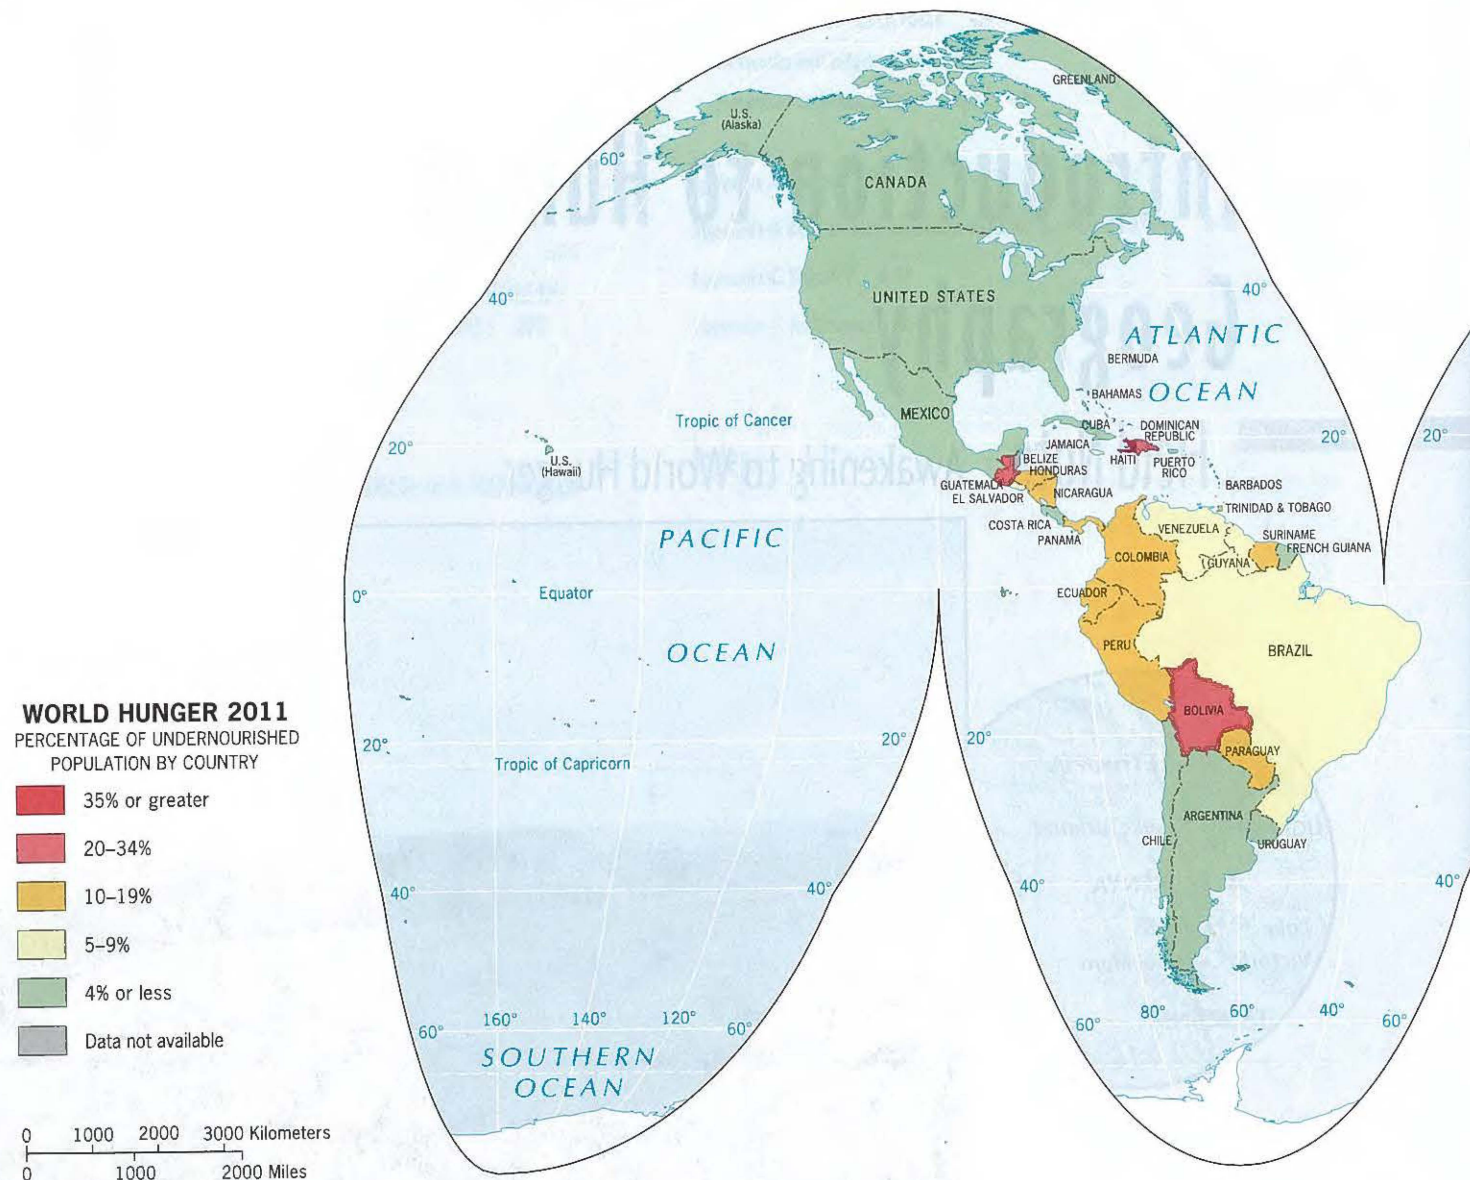 GREENLAND
U.S.
(Alaska)
60°
CANADA
UNITED STATES
40°
40°
ATLANTIC
OCEAN
BERMUDA
BAHAMAS
MEXICO
Tropic of Cancer
CUBA
DOMINICAN
REPUBLIC
JAMAICA
HAITI
PUERTO
RICO
20°
20°
20°
U.S.
(Hawaii)
BELIZE
HONDURAS
GUATEMALA
EL SALVADOR
NICARAGUA
BARBADOS
TRINIDAD & TOBAGO
COSTA RICA
PANAMA
VENEZUELA
SURINAME
FRENCH GUIANA
GUYANA
COLOMBIA
PACIFIC
OCEAN
Equator
0°
ECUADOR
PERU
BRAZIL
BOLIVIA
PARAGUAY
20°
20°
20°
Tropic of Capricorn
ARGENTINA
CHILE
URUGUAY
40°
40°
40°
40°
60°
160°
140°
120°
60°
60°
80°
60°
40°
60°
SOUTHERN
OCEAN
WORLD HUNGER 2011
PERCENTAGE OF UNDERNOURISHED
POPULATION BY COUNTRY
35% or greater
20–34%
10–19%
5–9%
4% or less
Data not available
0 1000 2000 3000 Kilometers
0 1000 2000 Miles